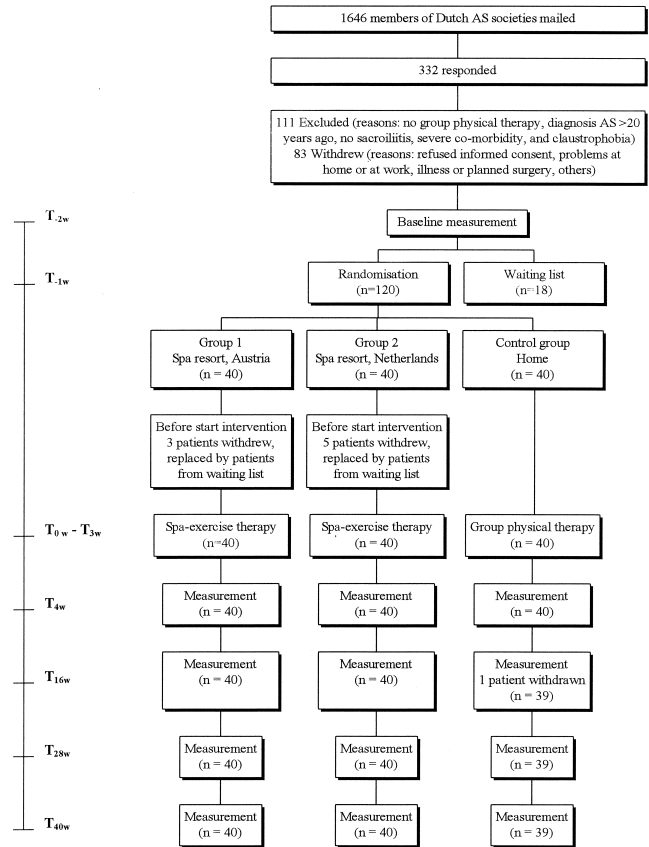 1646 members of Dutch AS societies mailed
332 responded
111 Excluded (reasons: no group physical therapy, diagnosis AS >20
years ago, no sacroiliitis, severe co-morbidity, and claustrophobia)
83 Withdrew (reasons: refused informed consent, problems at
home or at work, illness or planned surgery, others)
T-2w
Baseline measurement
T-1w
Randomisation
(n=120)
Waiting list
(n=18)
Group 1
Spa resort, Austria
(n = 40)
Group 2
Spa resort, Netherlands
(n = 40)
Control group
Home
(n = 40)
Before start intervention
3 patients withdrew,
replaced by patients
from waiting list
Before start intervention
5 patients withdrew,
replaced by patients
from waiting list
T0 w - T3w
Spa-exercise therapy
(n=40)
Spa-exercise therapy
(n = 40)
Group physical therapy
(n = 40)
T4w
Measurement
(n = 40)
Measurement
(n = 40)
Measurement
(n = 40)
T16w
Measurement
(n = 40)
Measurement
(n = 40)
Measurement
1 patient withdrawn
(n = 39)
T28w
Measurement
(n = 40)
Measurement
(n = 40)
Measurement
(n = 39)
T40w
Measurement
(n = 40)
Measurement
(n = 40)
Measurement
(n = 39)